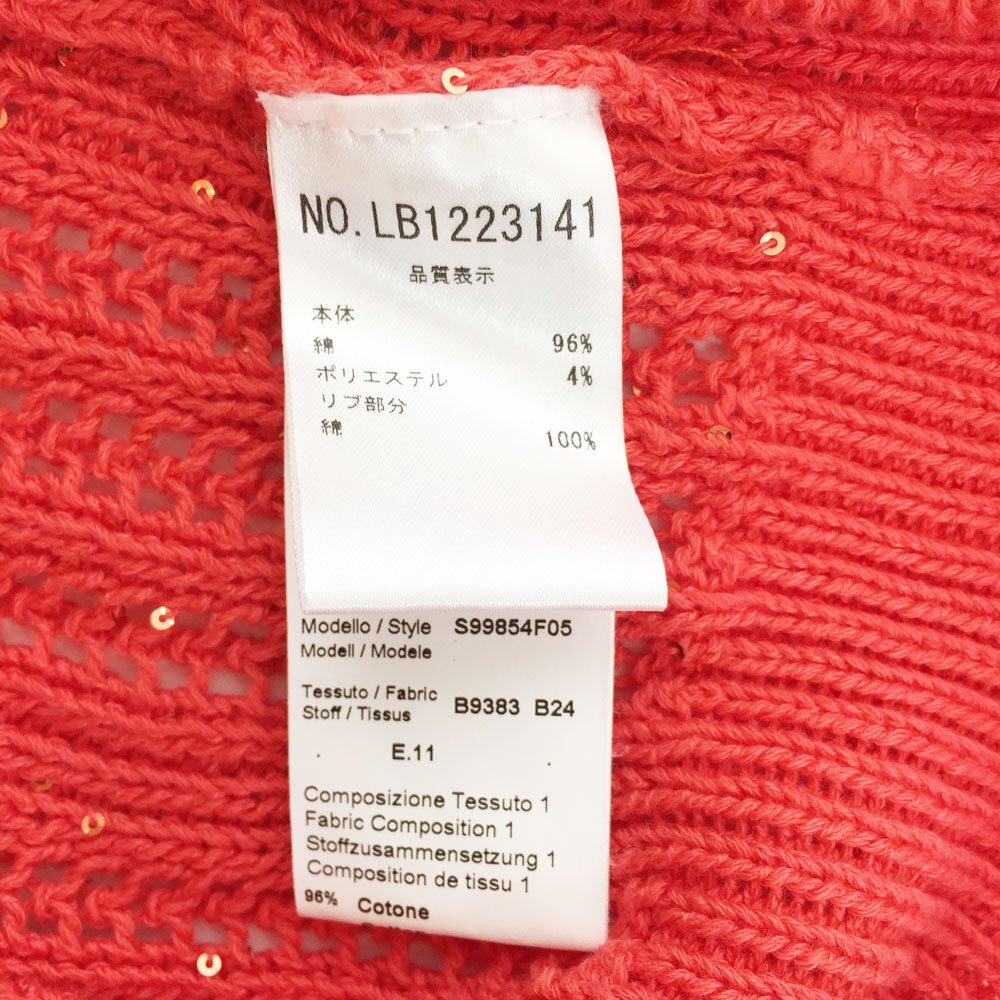 NO.LB1223141
品質表示
本体
綿 96%
ポリエステル 4%
リブ部分
綿 100%
Modello / Style S99854F05
Modell / Modele
Tessuto / Fabric B9383 B24
Stoff / Tissus
E.11
Composizione Tessuto 1
Fabric Composition 1
Stoffzusammensetzung 1
Composition de tissu 1
96% Cotone